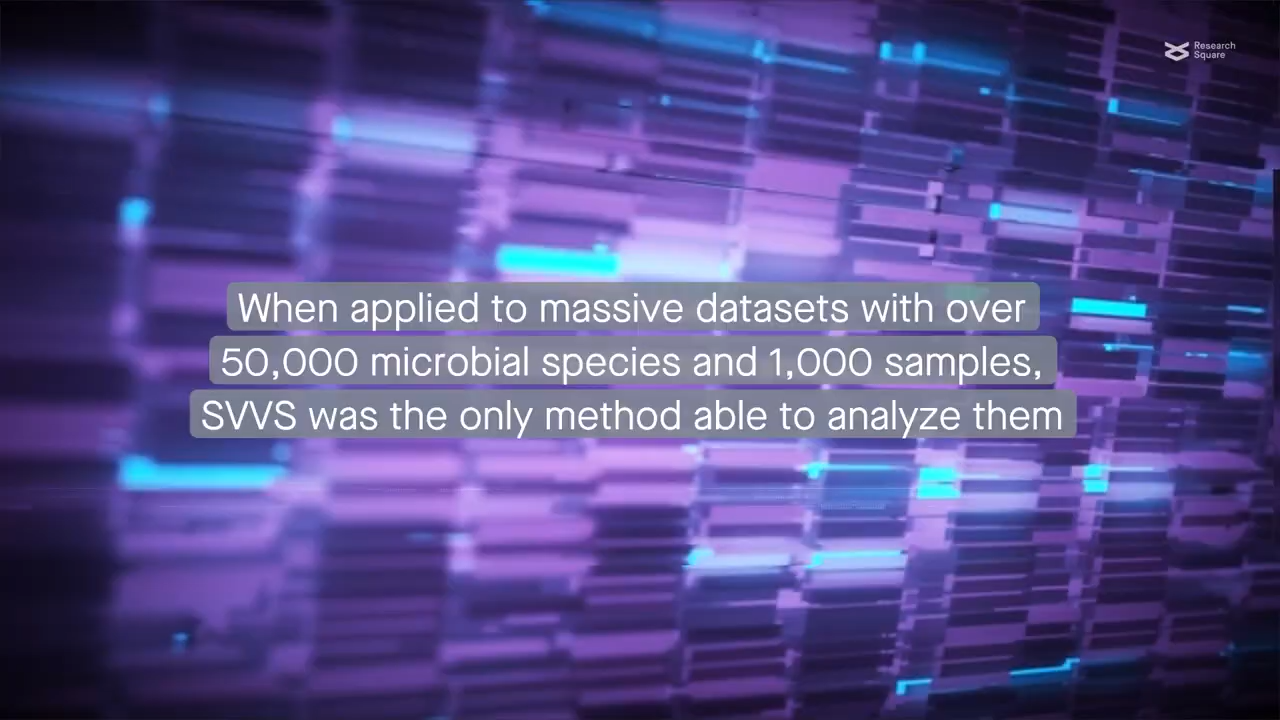 Research
Square
When applied to massive datasets with over
50,000 microbial species and 1,000 samples,
SVVS was the only method able to analyze them